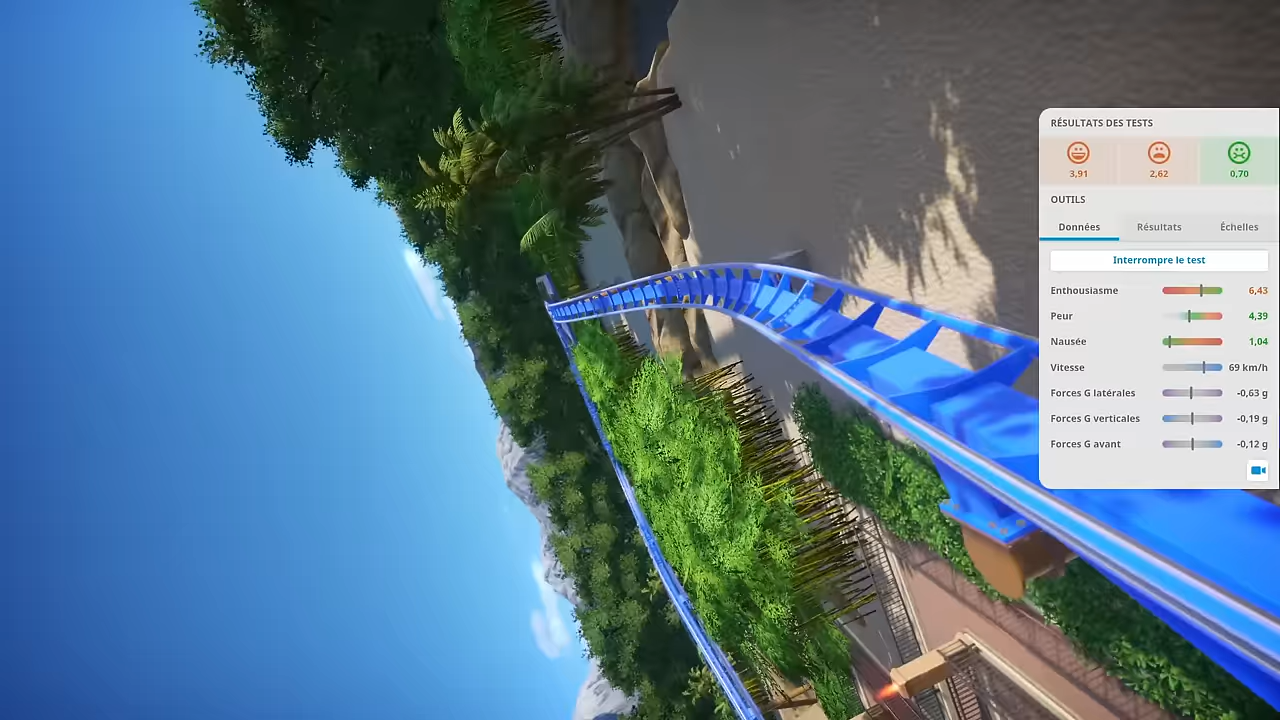 RÉSULTATS DES TESTS
3,91 2,62 0,70
OUTILS
Données Résultats Échelles
Interrompre le test
Enthousiasme 6,43
Peur 4,39
Nausée 1,04
Vitesse 69 km/h
Forces G latérales -0,63 g
Forces G verticales -0,19 g
Forces G avant -0,12 g